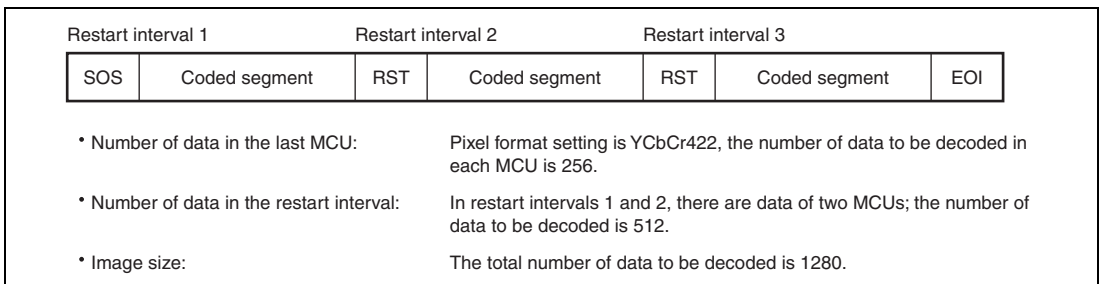 Restart interval 1 Restart interval 2 Restart interval 3
SOS Coded segment RST Coded segment RST Coded segment EOI
• Number of data in the last MCU: Pixel format setting is YCbCr422, the number of data to be decoded in
each MCU is 256.
• Number of data in the restart interval: In restart intervals 1 and 2, there are data of two MCUs; the number of
data to be decoded is 512.
• Image size: The total number of data to be decoded is 1280.